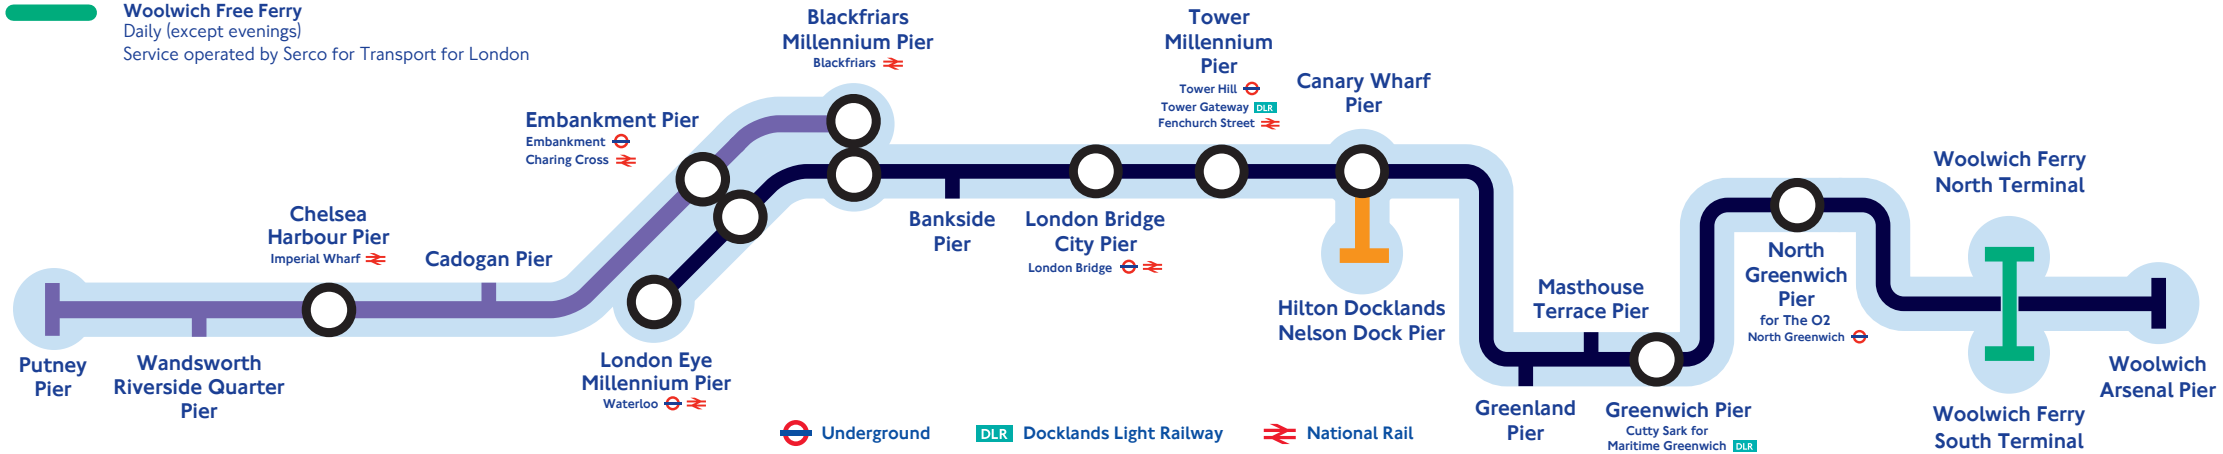 Woolwich Free Ferry
Daily (except evenings)
Service operated by Serco for Transport for London
Putney
Pier
Wandsworth
Riverside Quarter
Pier
Chelsea
Harbour Pier
Imperial Wharf
Cadogan Pier
Embankment Pier
Embankment
Charing Cross
London Eye
Millennium Pier
Waterloo
Blackfriars
Millennium Pier
Blackfriars
Bankside
Pier
London Bridge
City Pier
London Bridge
Tower
Millennium
Pier
Tower Hill
Tower Gateway DLR
Fenchurch Street
Canary Wharf
Pier
Hilton Docklands
Nelson Dock Pier
Greenland
Pier
Masthouse
Terrace Pier
Greenwich Pier
Cutty Sark for
Maritime Greenwich DLR
North
Greenwich
Pier
for The O2
North Greenwich
Woolwich Ferry
North Terminal
Woolwich Ferry
South Terminal
Woolwich
Arsenal Pier
Underground
DLR Docklands Light Railway
National Rail